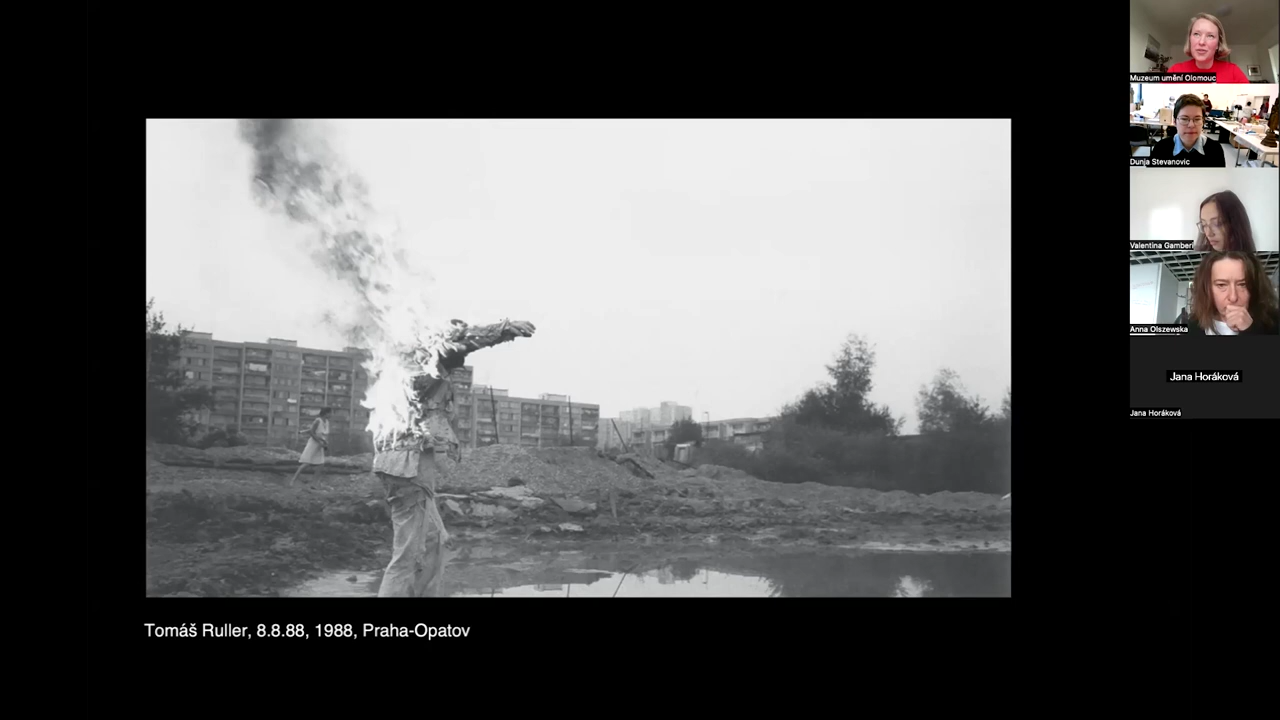 Muzeum umění Olomouc
Dunja Stevanovic
Valentina Gamberi
Anna Olszewska
Jana Horáková
Jana Horáková
Tomáš Ruller, 8.8.88, 1988, Praha-Opatov